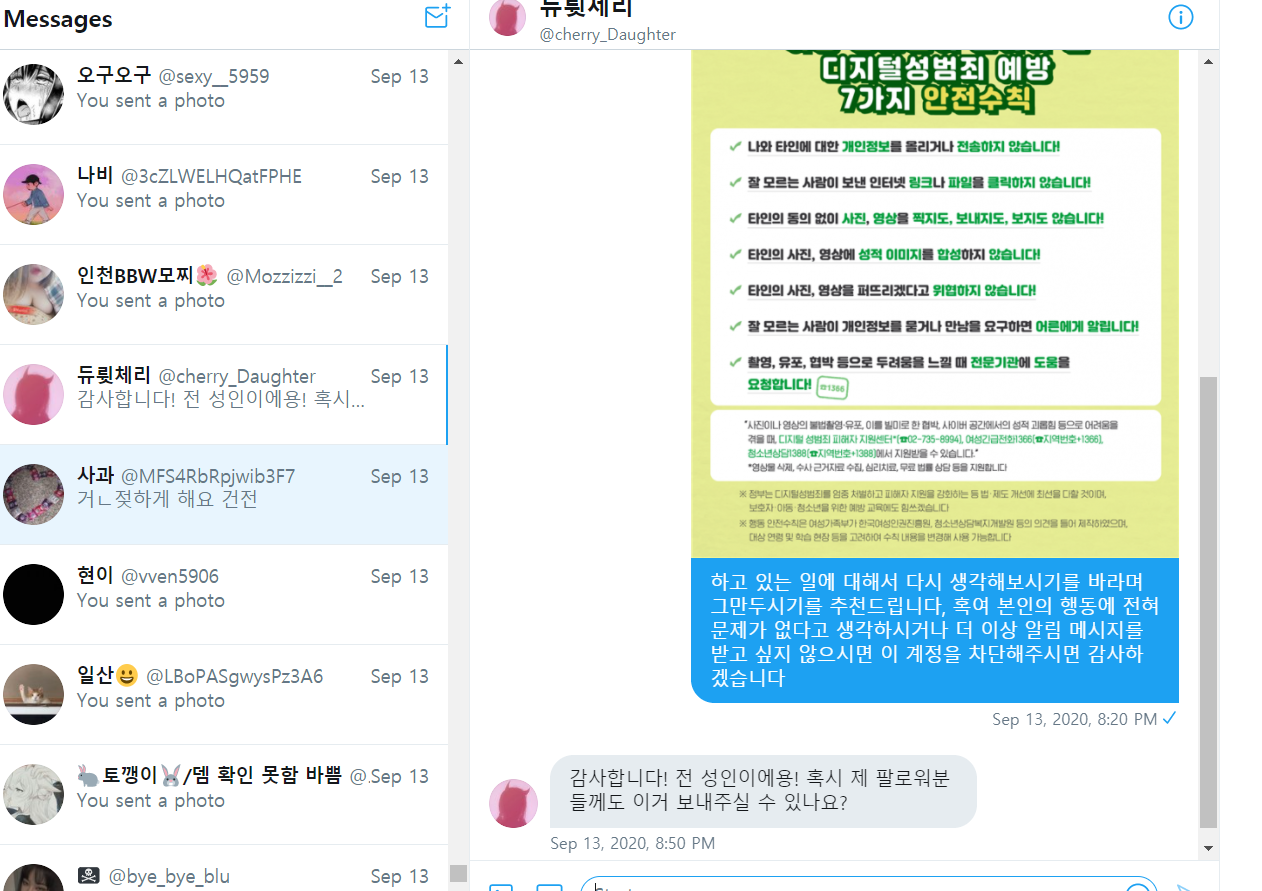 Messages
오구오구 @sexy__5959 Sep 13
You sent a photo
나비 @3cZLWELHQatFPHE Sep 13
You sent a photo
인천BBW모찌🌺 @Mozzizzi__2 Sep 13
You sent a photo
듀륏체리 @cherry_Daughter Sep 13
감사합니다! 전 성인이에용! 혹시...
사과 @MFS4RbRpjwib3F7 Sep 13
거ㄴ젖하게 해요 건전
현이 @vven5906 Sep 13
You sent a photo
일산😀 @LBoPASgwysPz3A6 Sep 13
You sent a photo
🐇토깽이🐰/뎀 확인 못함 바쁨 @... Sep 13
You sent a photo
🏴‍☠️ @bye_bye_blu Sep 13
듀륏체리
@cherry_Daughter
디지털성범죄 예방
7가지 안전수칙
나와 타인에 대한 개인정보를 올리거나 전송하지 않습니다!
잘 모르는 사람이 보낸 인터넷 링크나 파일을 클릭하지 않습니다!
타인의 동의 없이 사진, 영상을 찍지도, 보내지도, 보지도 않습니다!
타인의 사진, 영상에 성적 이미지를 합성하지 않습니다!
타인의 사진, 영상을 퍼뜨리겠다고 위협하지 않습니다!
잘 모르는 사람이 개인정보를 묻거나 만남을 요구하면 어른에게 알립니다!
촬영, 유포, 협박 등으로 두려움을 느낄 때 전문기관에 도움을
요청합니다! ☎1366
"사진이나 영상의 불법촬영·유포, 이를 빌미로 한 협박, 사이버 공간에서의 성적 괴롭힘 등으로 어려움을
겪을 때, 디지털 성범죄 피해자 지원센터*(☎02-735-8994), 여성긴급전화1366(☎지역번호+1366),
청소년상담1388(☎지역번호+1388)에서 지원받을 수 있습니다."
*영상물 삭제, 수사 근거자료 수집, 심리치료, 무료 법률 상담 등을 지원합니다
※ 정부는 디지털성범죄를 엄중 처벌하고 피해자 지원을 강화하는 등 법·제도 개선에 최선을 다할 것이며,
보호자·아동·청소년을 위한 예방 교육에도 힘쓰겠습니다
※ 행동 안전수칙은 여성가족부가 한국여성인권진흥원, 청소년상담복지개발원 등의 의견을 들어 제작하였으며,
대상 연령 및 학습 현장 등을 고려하여 수칙 내용을 변경해 사용 가능합니다
하고 있는 일에 대해서 다시 생각해보시기를 바라며
그만두시기를 추천드립니다, 혹여 본인의 행동에 전혀
문제가 없다고 생각하시거나 더 이상 알림 메시지를
받고 싶지 않으시면 이 계정을 차단해주시면 감사하
겠습니다
Sep 13, 2020, 8:20 PM
감사합니다! 전 성인이에용! 혹시 제 팔로워분
들께도 이거 보내주실 수 있나요?
Sep 13, 2020, 8:50 PM